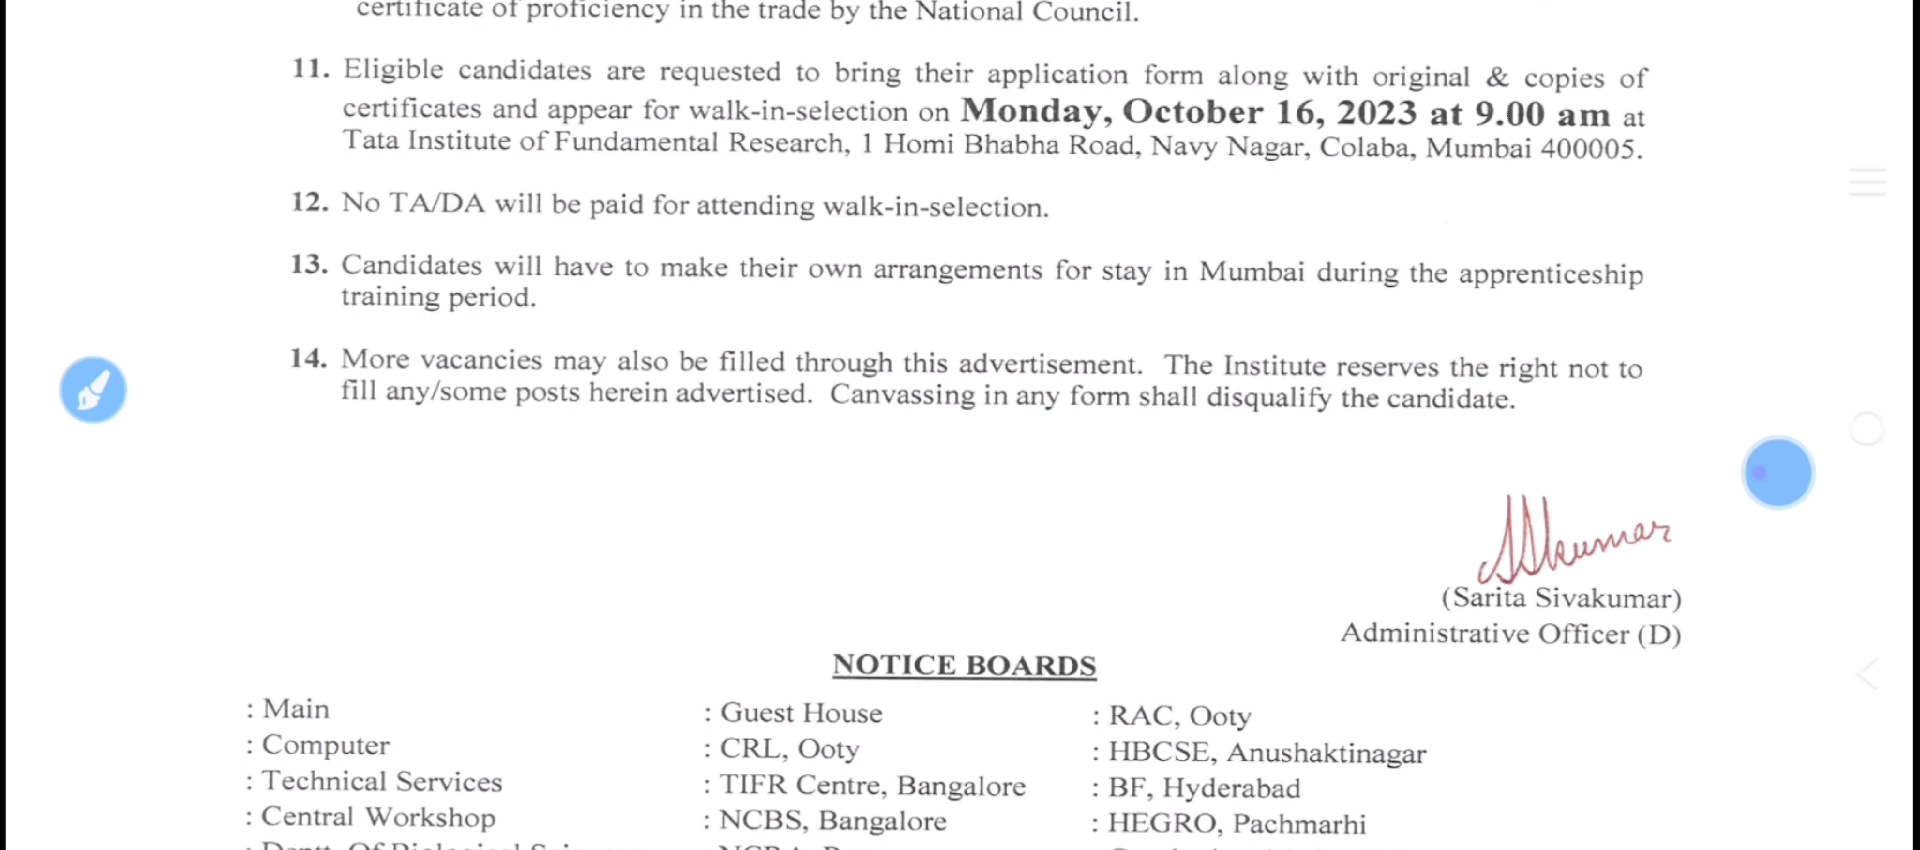 certificate of proficiency in the trade by the National Council.
11. Eligible candidates are requested to bring their application form along with original & copies of
certificates and appear for walk-in-selection on Monday, October 16, 2023 at 9.00 am at
Tata Institute of Fundamental Research, 1 Homi Bhabha Road, Navy Nagar, Colaba, Mumbai 400005.
12. No TA/DA will be paid for attending walk-in-selection.
13. Candidates will have to make their own arrangements for stay in Mumbai during the apprenticeship
training period.
14. More vacancies may also be filled through this advertisement. The Institute reserves the right not to
fill any/some posts herein advertised. Canvassing in any form shall disqualify the candidate.
(Sarita Sivakumar)
Administrative Officer (D)
NOTICE BOARDS
: Main : Guest House : RAC, Ooty
: Computer : CRL, Ooty : HBCSE, Anushaktinagar
: Technical Services : TIFR Centre, Bangalore : BF, Hyderabad
: Central Workshop : NCBS, Bangalore : HEGRO, Pachmarhi